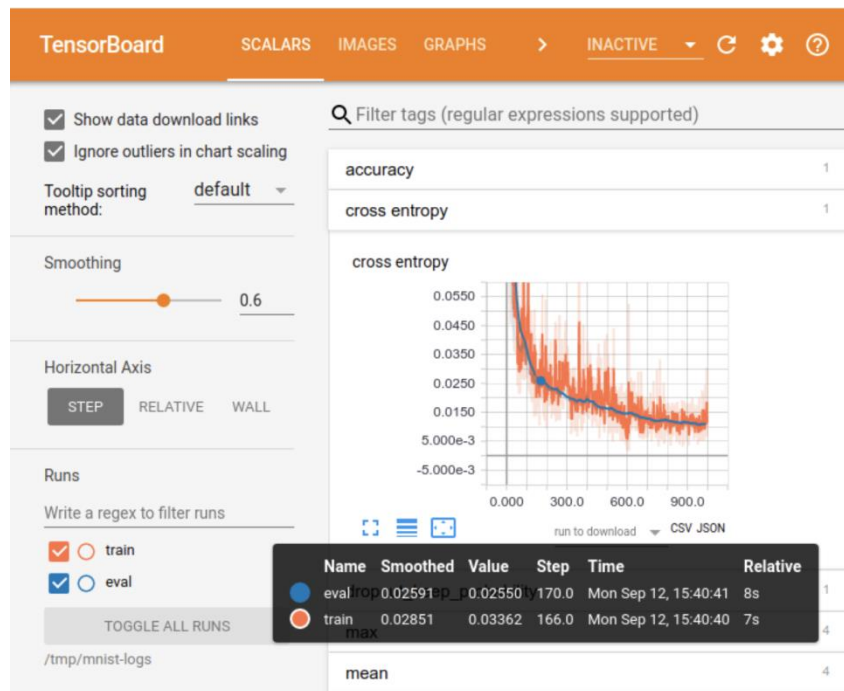 TensorBoard SCALARS IMAGES GRAPHS > INACTIVE
Show data download links
Ignore outliers in chart scaling
Tooltip sorting
method:
default
Smoothing
0.6
Horizontal Axis
STEP RELATIVE WALL
Runs
Write a regex to filter runs
train
eval
TOGGLE ALL RUNS
/tmp/mnist-logs
Filter tags (regular expressions supported)
accuracy 1
cross entropy 1
cross entropy
0.0550
0.0450
0.0350
0.0250
0.0150
5.000e-3
-5.000e-3
0.000 300.0 600.0 900.0
run to download CSV JSON
Name Smoothed Value Step Time Relative
eval 0.02591 0.02550 170.0 Mon Sep 12, 15:40:41 8s
train 0.02851 0.03362 166.0 Mon Sep 12, 15:40:40 7s
1
max 4
mean 4